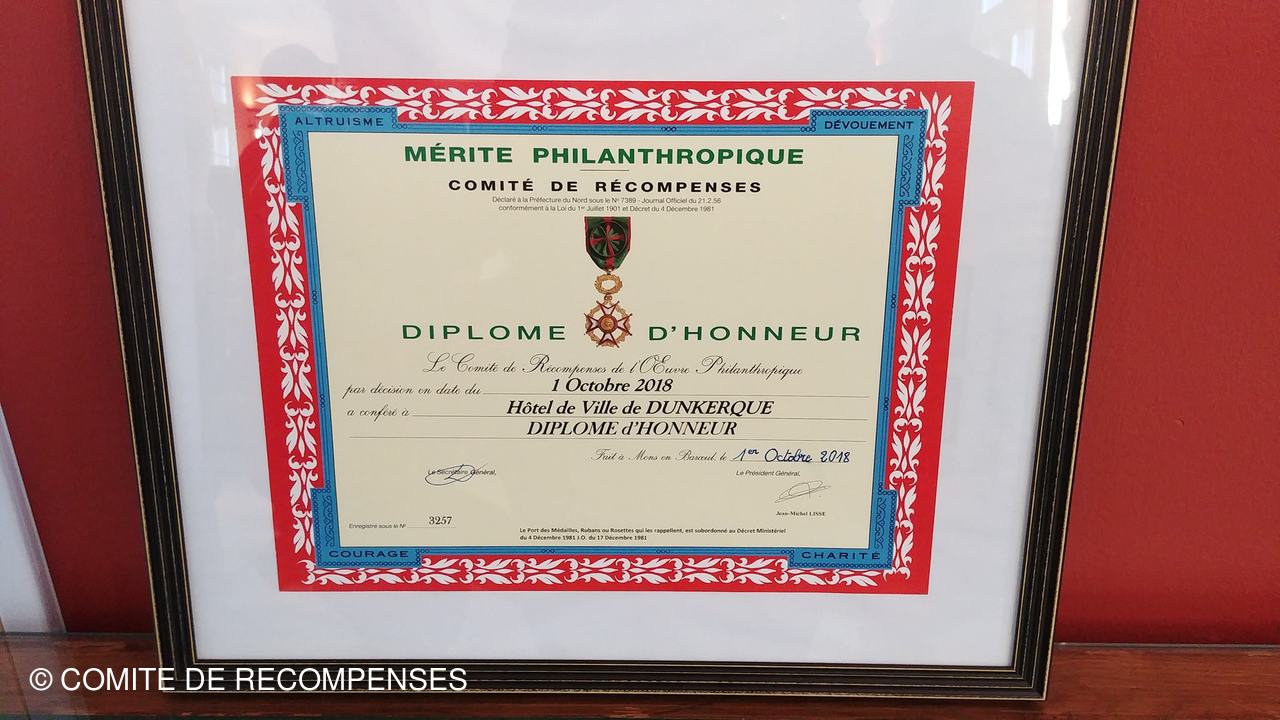 ALTRUISME
DÉVOUEMENT
MÉRITE PHILANTHROPIQUE
COMITÉ DE RÉCOMPENSES
Déclaré à la Préfecture du Nord sous le Nº 7389 - Journal Officiel du 21.2.56
conformément à la Loi du 1er Juillet 1901 et Décret du 4 Décembre 1981
DIPLOME D'HONNEUR
Le Comité de Récompenses de l'Œuvre Philanthropique
par décision en date du 1 Octobre 2018
a conféré à Hôtel de Ville de DUNKERQUE
DIPLOME d'HONNEUR
Fait à Mons en Barœul, le 1er Octobre 2018
Le Secrétaire Général,
Le Président Général,
Jean-Michel LISSE
Enregistré sous le Nº 3257
Le Port des Médailles, Rubans ou Rosettes qui les rappellent, est subordonné au Décret Ministériel
du 4 Décembre 1981 J.O. du 17 Décembre 1981
COURAGE
CHARITÉ
© COMITE DE RECOMPENSES